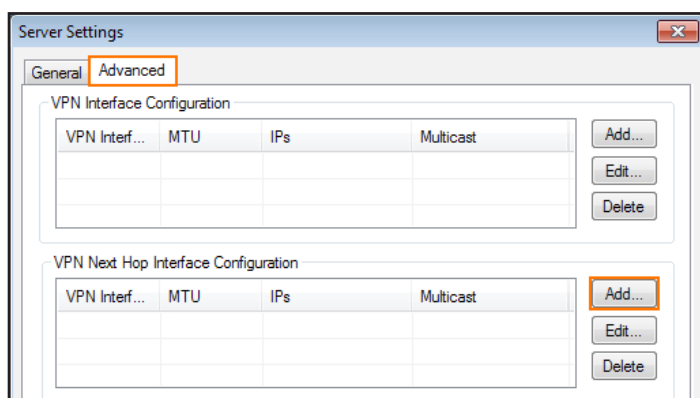 Server Settings
General Advanced
VPN Interface Configuration
VPN Interf... MTU IPs Multicast
Add...
Edit...
Delete
VPN Next Hop Interface Configuration
VPN Interf... MTU IPs Multicast
Add...
Edit...
Delete